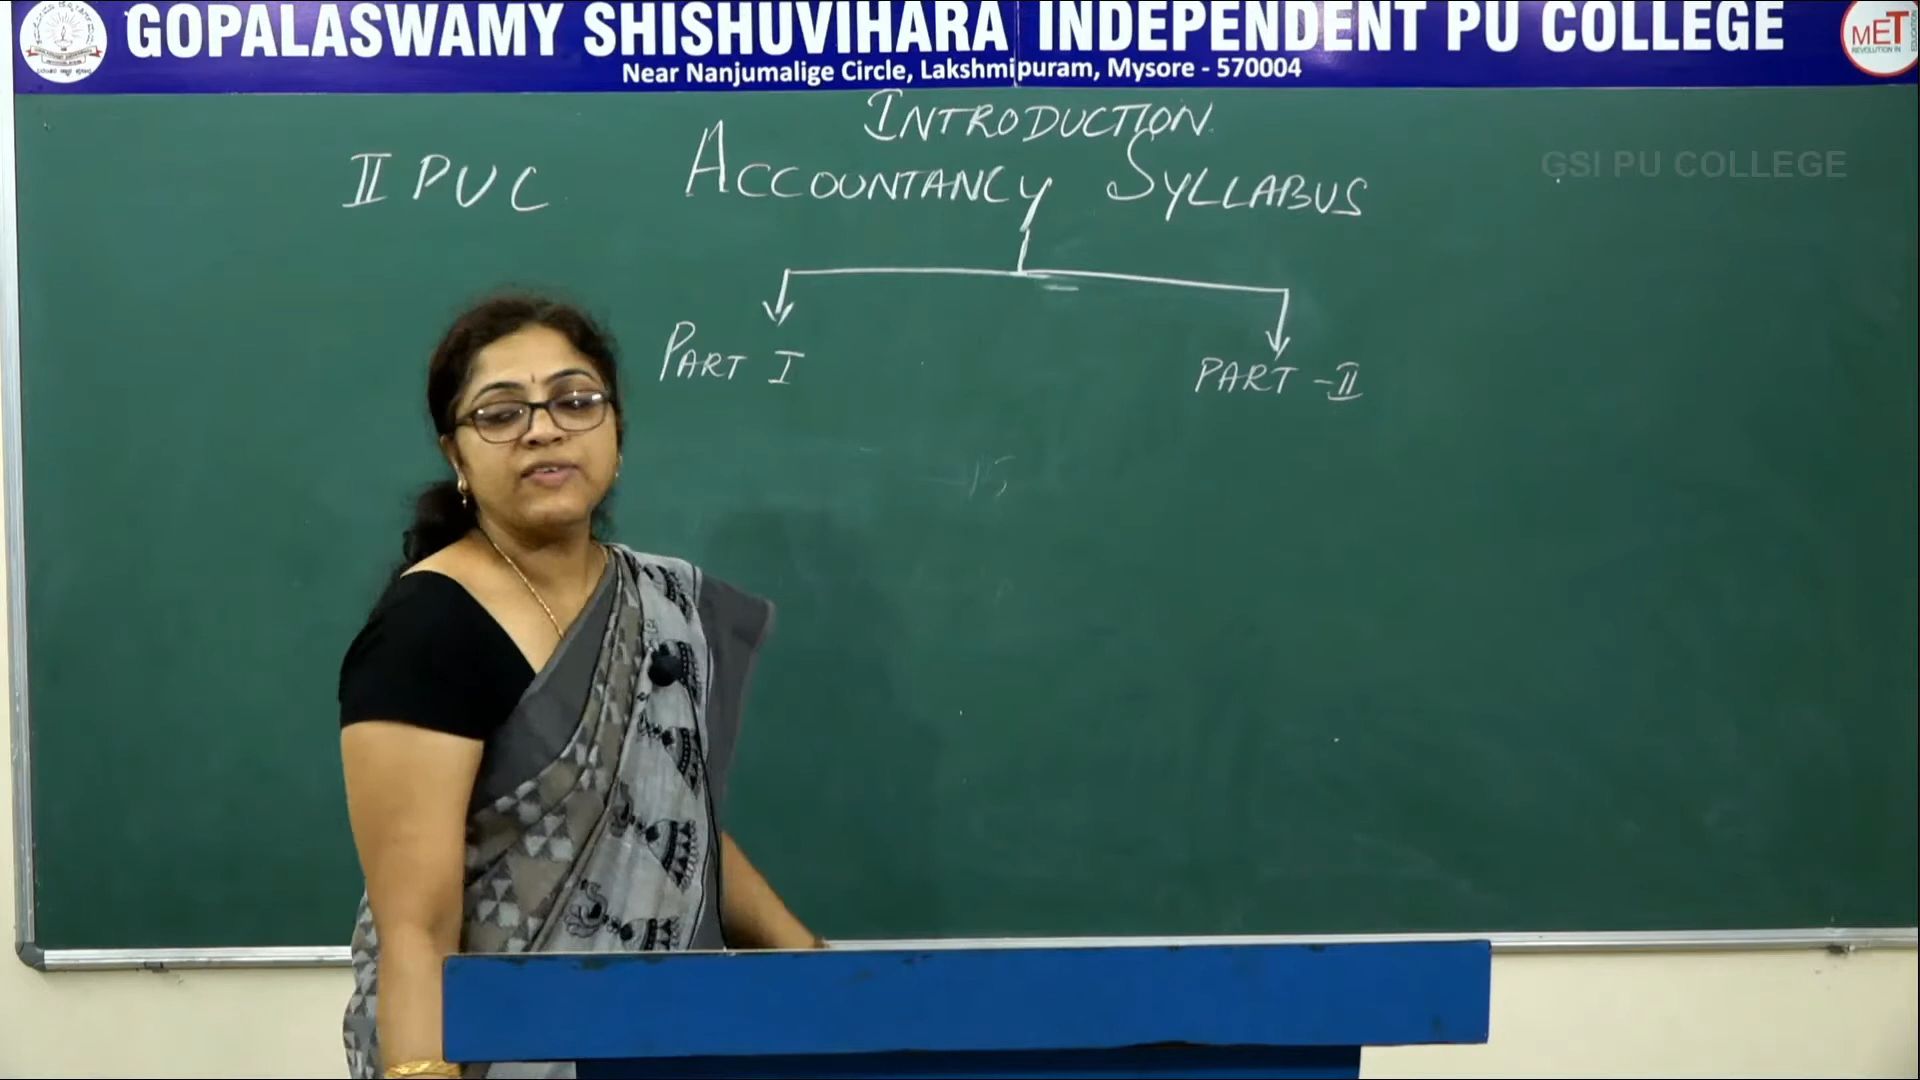 GOPALASWAMY SHISHUVIHARA INDEPENDENT PU COLLEGE
Near Nanjumalige Circle, Lakshmipuram, Mysore - 570004
MET
INTRODUCTION
II PUC ACCOUNTANCY SYLLABUS
GSI PU COLLEGE
PART I
PART - II
15